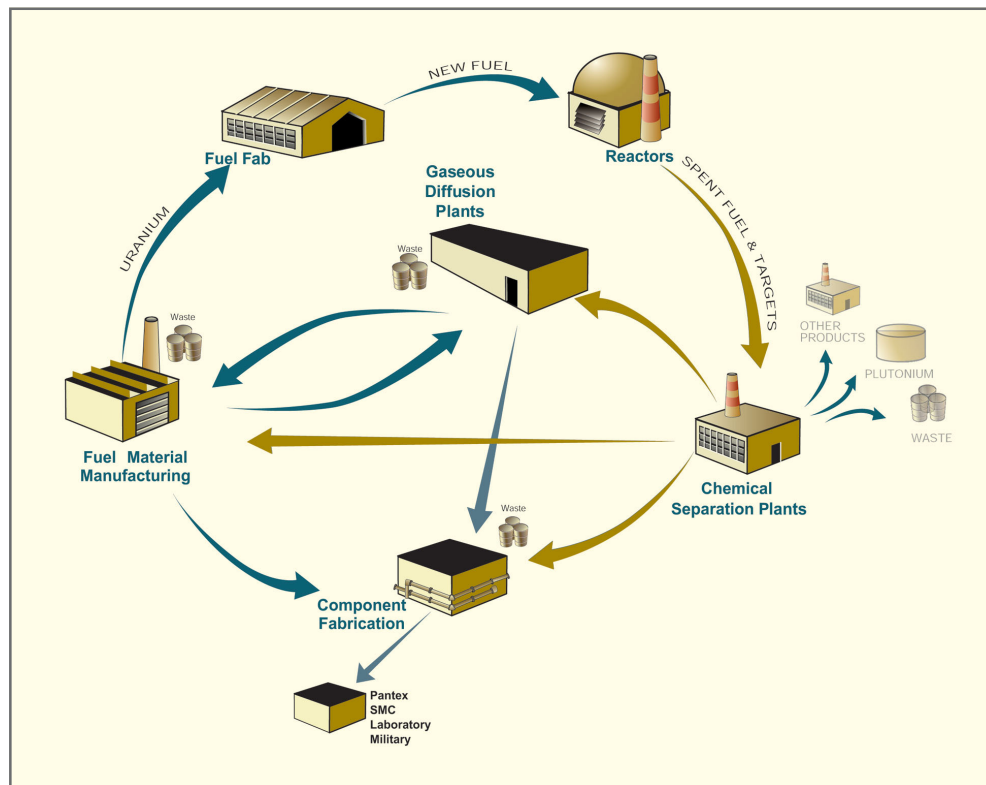 NEW FUEL
Fuel Fab
Reactors
Gaseous
Diffusion
Plants
URANIUM
SPENT FUEL & TARGETS
Waste
Waste
OTHER
PRODUCTS
PLUTONIUM
WASTE
Fuel Material
Manufacturing
Chemical
Separation Plants
Waste
Component
Fabrication
Pantex
SMC
Laboratory
Military